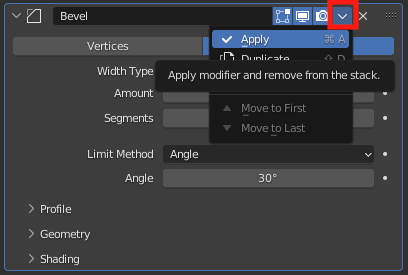 Bevel
Apply ⌘ A
Vertices
Duplicate ⇧ D
Width Type
Apply modifier and remove from the stack.
Amount
Move to First
Segments
Move to Last
Limit Method Angle
Angle 30°
Profile
Geometry
Shading